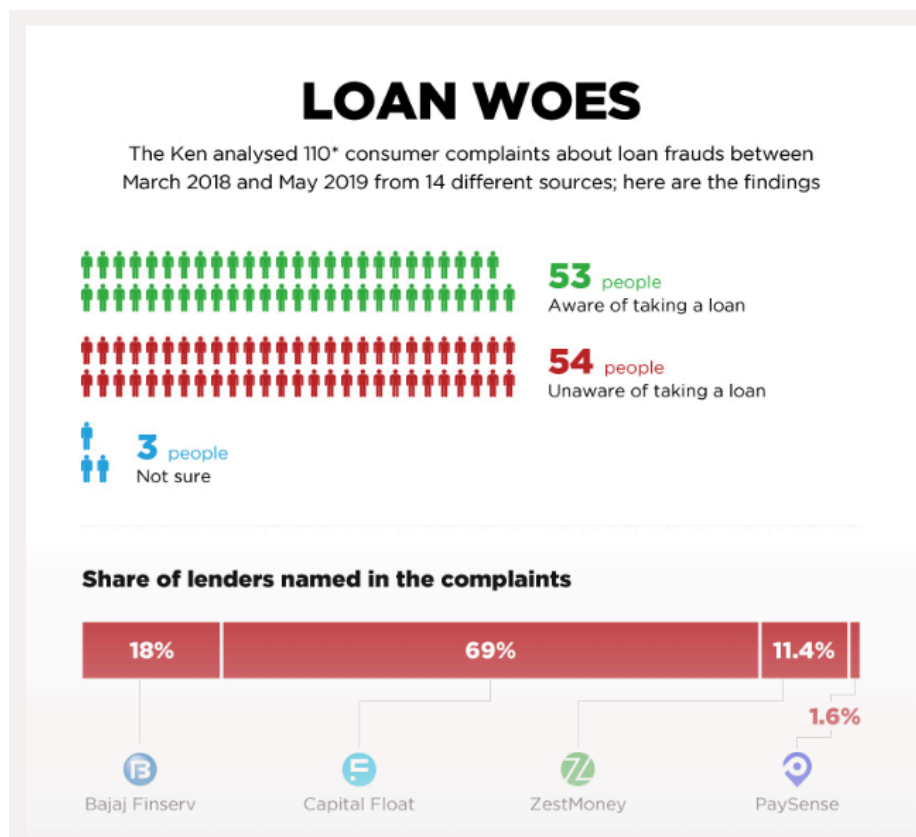 LOAN WOES
The Ken analysed 110* consumer complaints about loan frauds between
March 2018 and May 2019 from 14 different sources; here are the findings
53 people
Aware of taking a loan
54 people
Unaware of taking a loan
3 people
Not sure
Share of lenders named in the complaints
18% 69% 11.4%
1.6%
Bajaj Finserv Capital Float ZestMoney PaySense